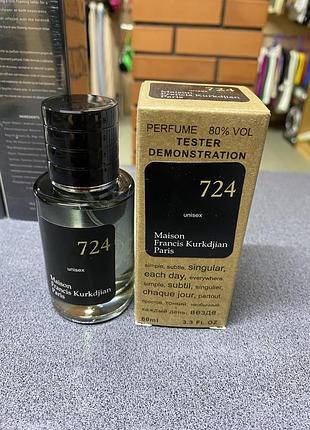 724
unisex
Maison
Francis Kurkdjian
Paris
724
PERFUME 80% VOL
TESTER
DEMONSTRATION
724
unisex
Maison
Francis Kurkdjian
Paris
simple, subtle, singular,
each day, everywhere.
simple, subtil, singulier,
chaque jour, partout.
простой, тонкий, необычный,
каждый день, везде.
60ml 3.3 FL.OZ